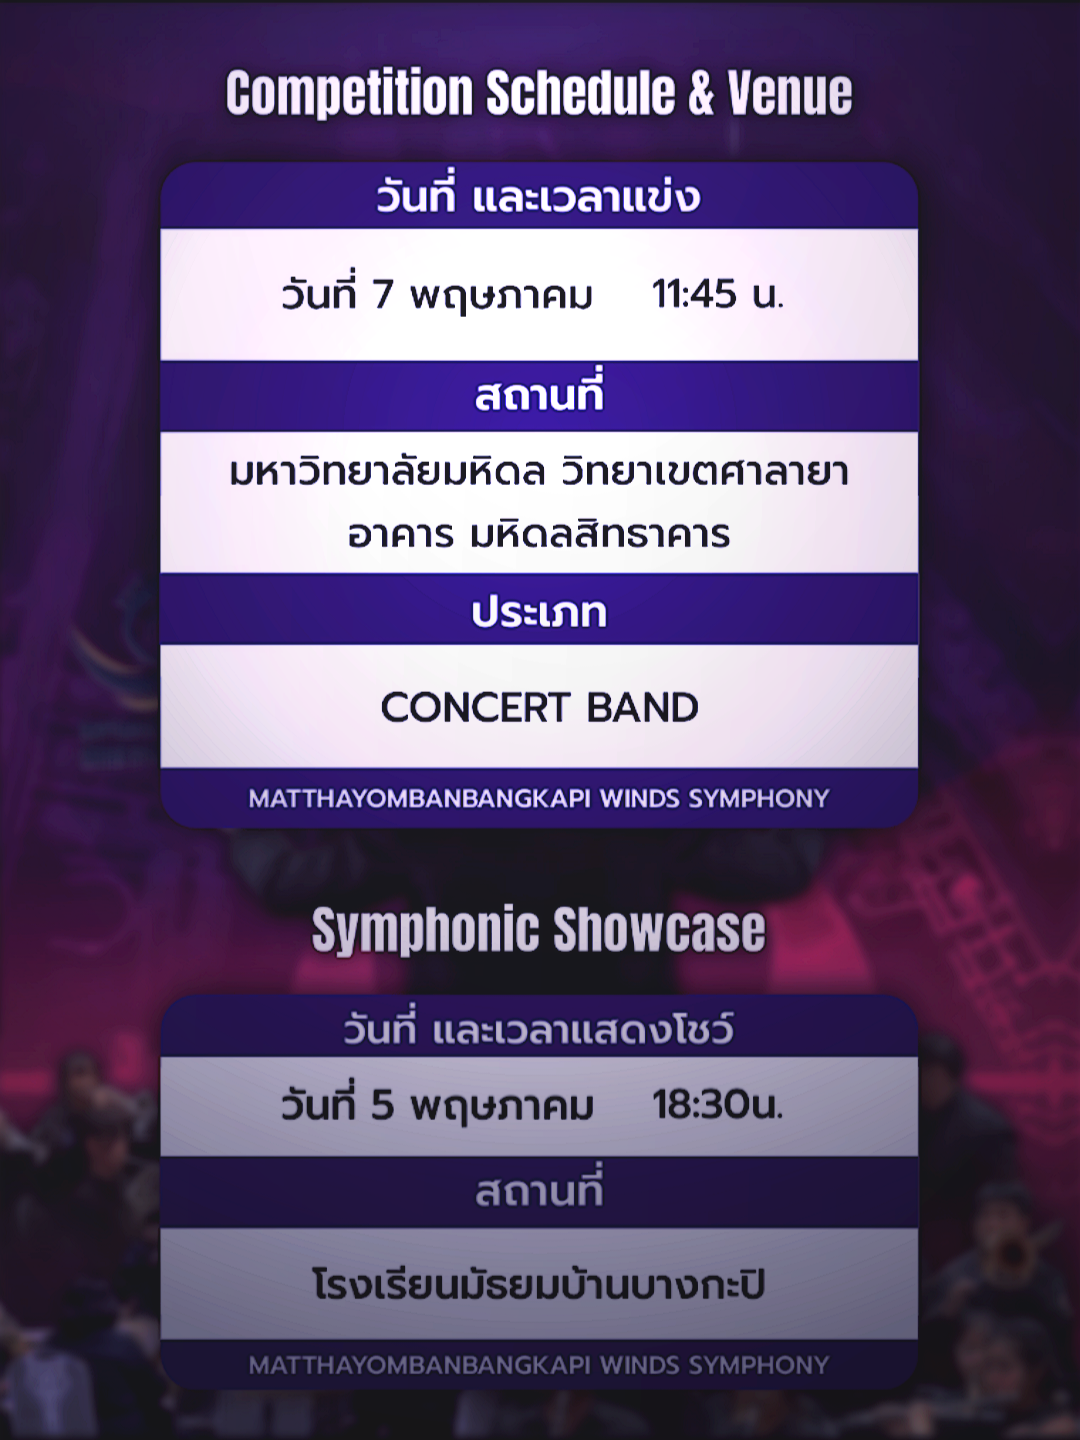 Competition Schedule & Venue
วันที่ และเวลาแข่ง
วันที่ 7 พฤษภาคม 11:45 น.
สถานที่
มหาวิทยาลัยมหิดล วิทยาเขตศาลายา
อาคาร มหิดลสิทธาคาร
ประเภท
CONCERT BAND
MATTHAYOMBANBANGKAPI WINDS SYMPHONY
Symphonic Showcase
วันที่ และเวลาแสดงโชว์
วันที่ 5 พฤษภาคม 18:30น.
สถานที่
โรงเรียนมัธยมบ้านบางกะปิ
MATTHAYOMBANBANGKAPI WINDS SYMPHONY